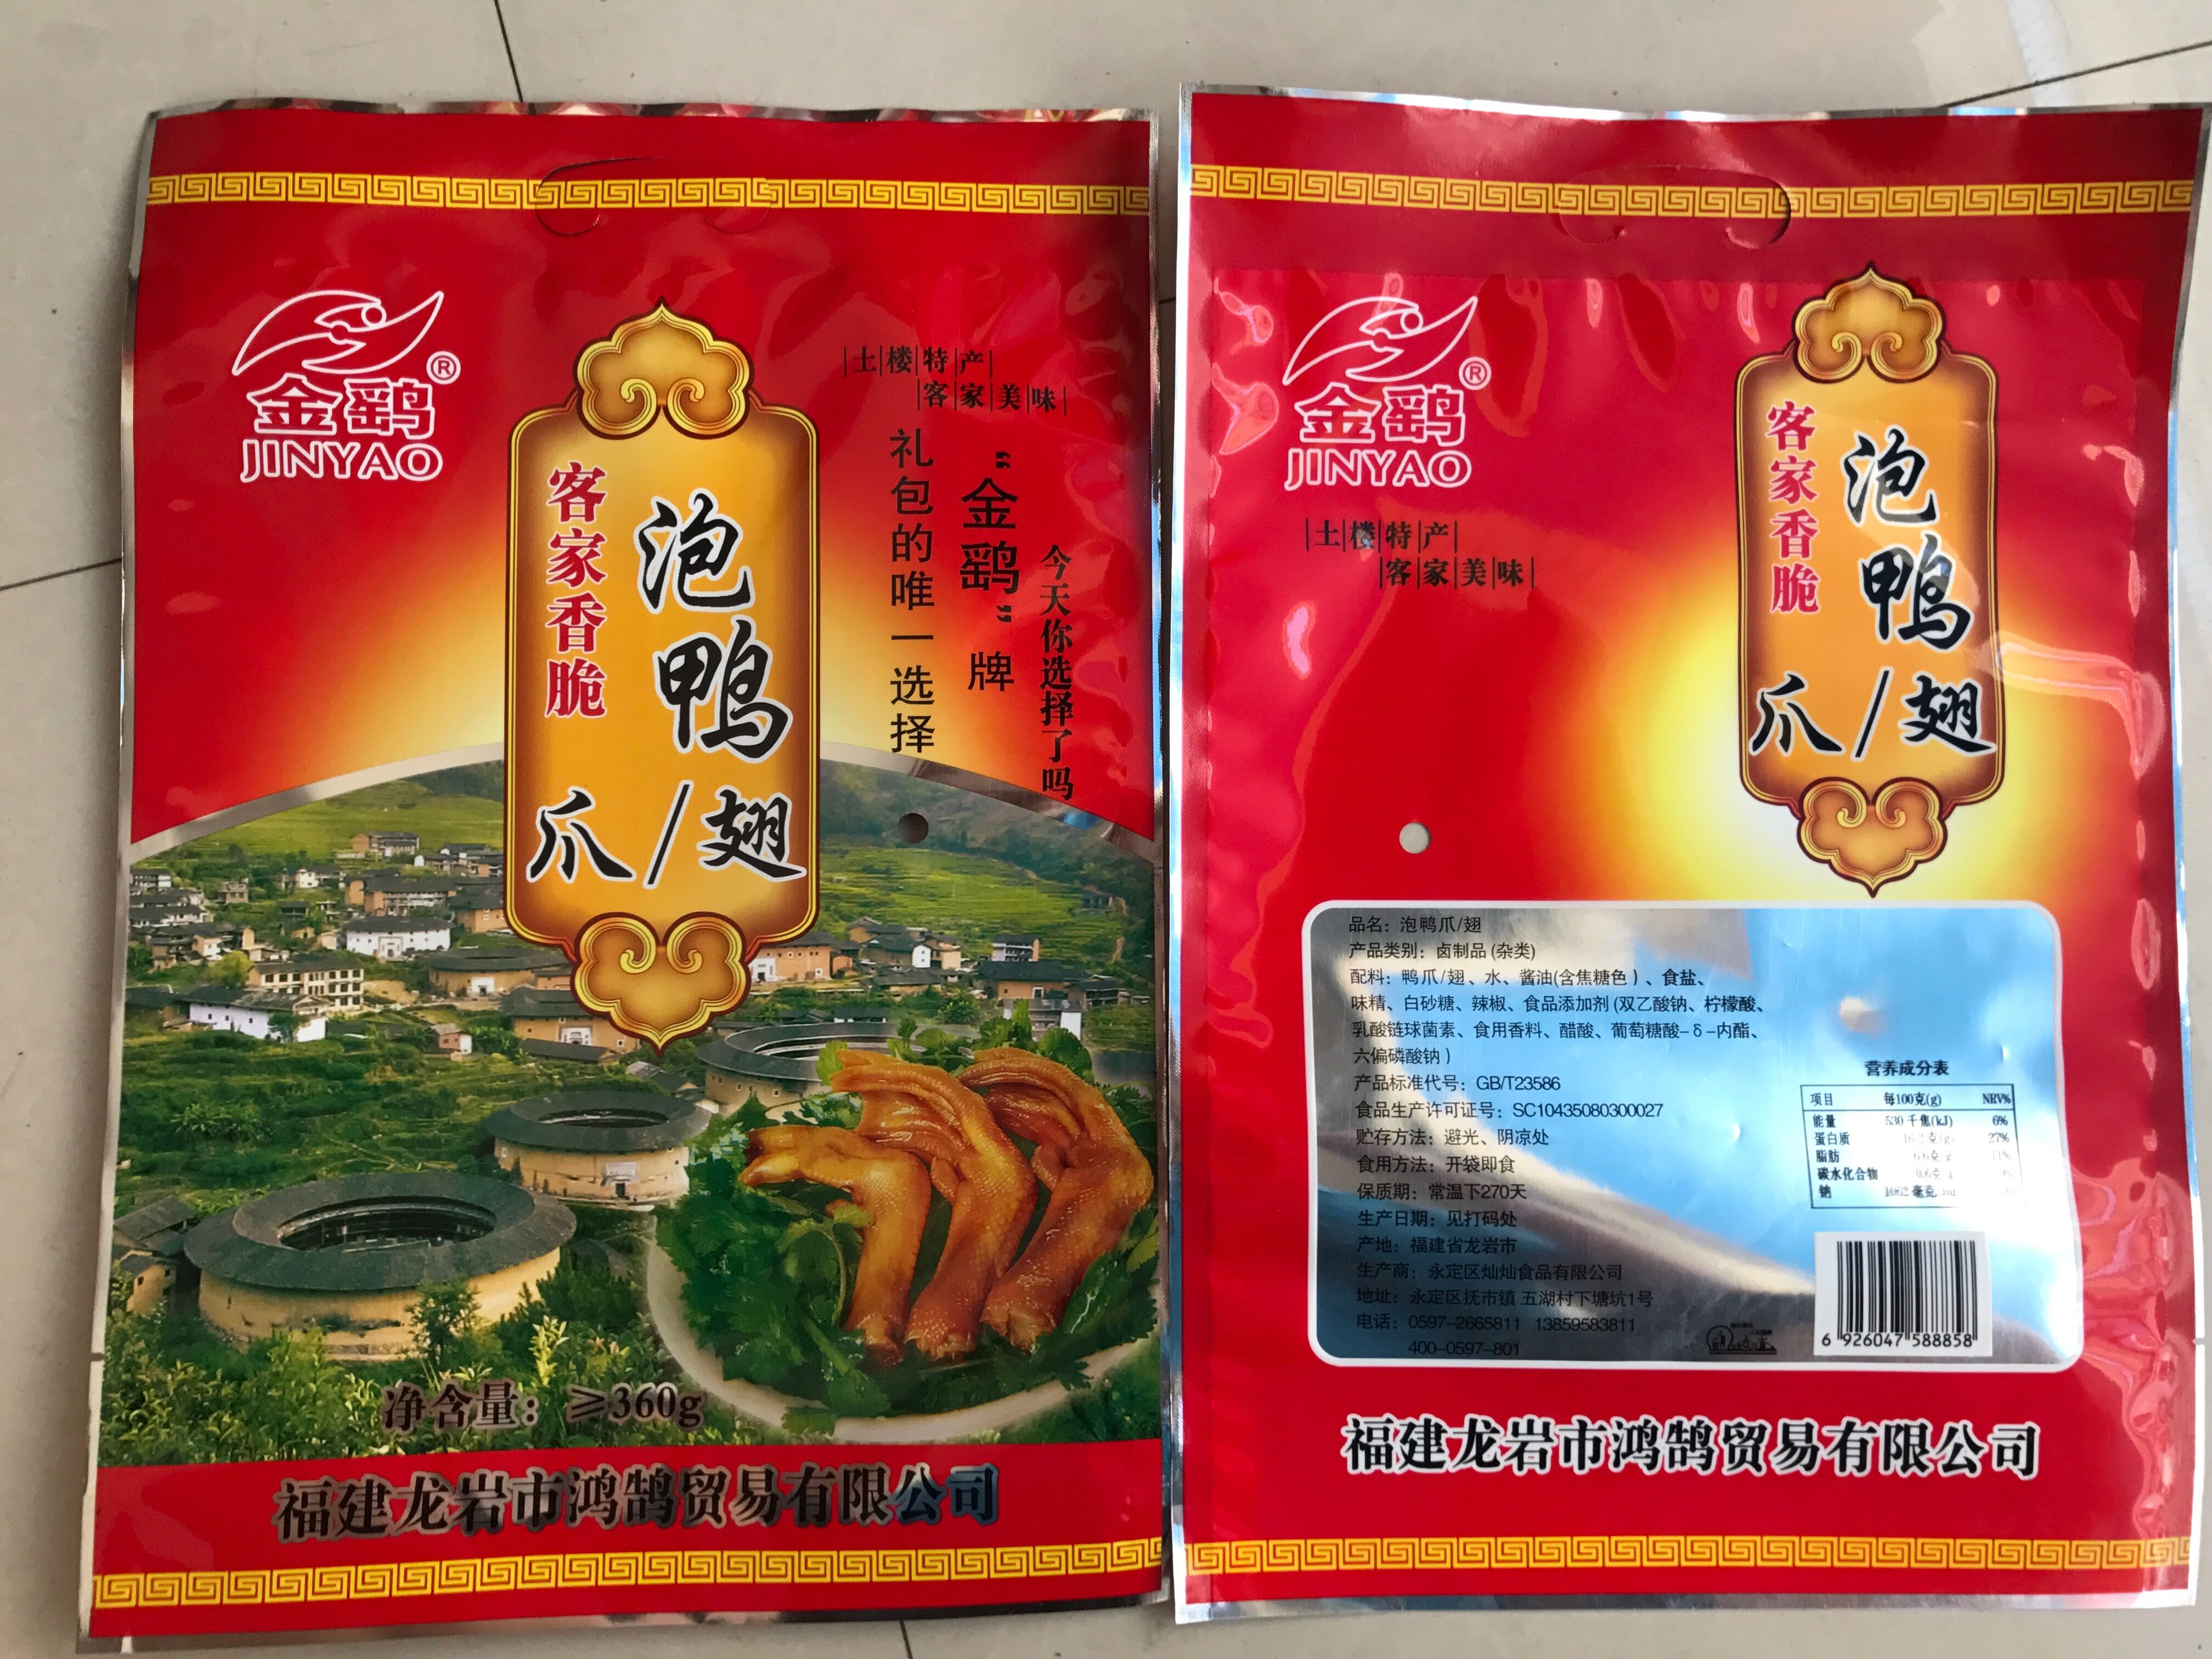 金鹞®
JINYAO
客家香脆
泡鸭
爪/翅
土楼特产
客家美味
礼包的唯一选择
“金鹞”牌
今天你选择了吗
净含量：≥360g
福建龙岩市鸿鹄贸易有限公司
金鹞®
JINYAO
土楼特产
客家美味
客家香脆
泡鸭
爪/翅
品名：泡鸭爪/翅
产品类别：卤制品(杂类)
配料：鸭爪/翅、水、酱油(含焦糖色)、食盐、
味精、白砂糖、辣椒、食品添加剂(双乙酸钠、柠檬酸、
乳酸链球菌素、食用香料、醋酸、葡萄糖酸-δ-内酯、
六偏磷酸钠)
产品标准代号：GB/T23586
食品生产许可证号：SC10435080300027
贮存方法：避光、阴凉处
食用方法：开袋即食
保质期：常温下270天
生产日期：见打码处
产地：福建省龙岩市
生产商：永定区灿灿食品有限公司
地址：永定区抚市镇 五湖村下塘坑1号
电话：0597-2665811 13859583811
400-0597-801
营养成分表
项目 每100克(g) NRV%
能量 530千焦(kJ) 6%
蛋白质 16.2克(g) 27%
脂肪 6.6克 11%
碳水化合物 0.6克
钠 毫克
6 926047 588858
福建龙岩市鸿鹄贸易有限公司